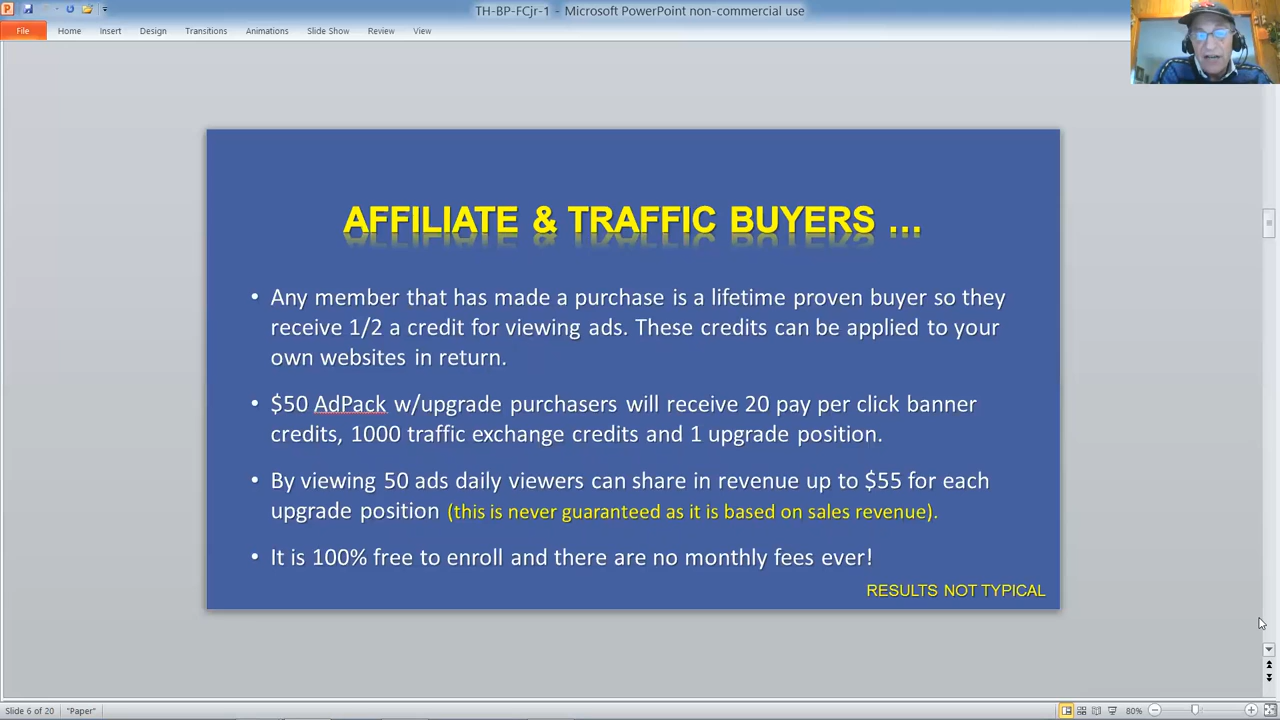 TH-BP-FCjr-1 - Microsoft PowerPoint non-commercial use
File Home Insert Design Transitions Animations Slide Show Review View
AFFILIATE & TRAFFIC BUYERS ...
• Any member that has made a purchase is a lifetime proven buyer so they
receive 1/2 a credit for viewing ads. These credits can be applied to your
own websites in return.
• $50 AdPack w/upgrade purchasers will receive 20 pay per click banner
credits, 1000 traffic exchange credits and 1 upgrade position.
• By viewing 50 ads daily viewers can share in revenue up to $55 for each
upgrade position (this is never guaranteed as it is based on sales revenue).
• It is 100% free to enroll and there are no monthly fees ever!
RESULTS NOT TYPICAL
Slide 6 of 20 "Paper" 80%